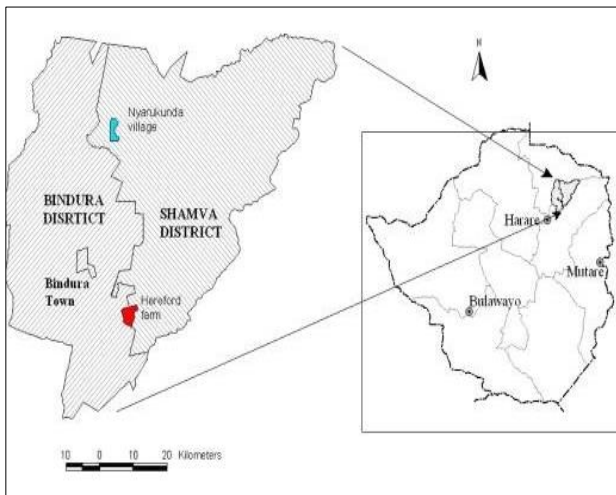 Nyarukunda
village
BINDURA DISRTICT
SHAMVA
DISTRICT
Bindura
Town
Hereford
farm
10 0 10 20 Kilometers
N
Harare
Mutare
Bulawayo